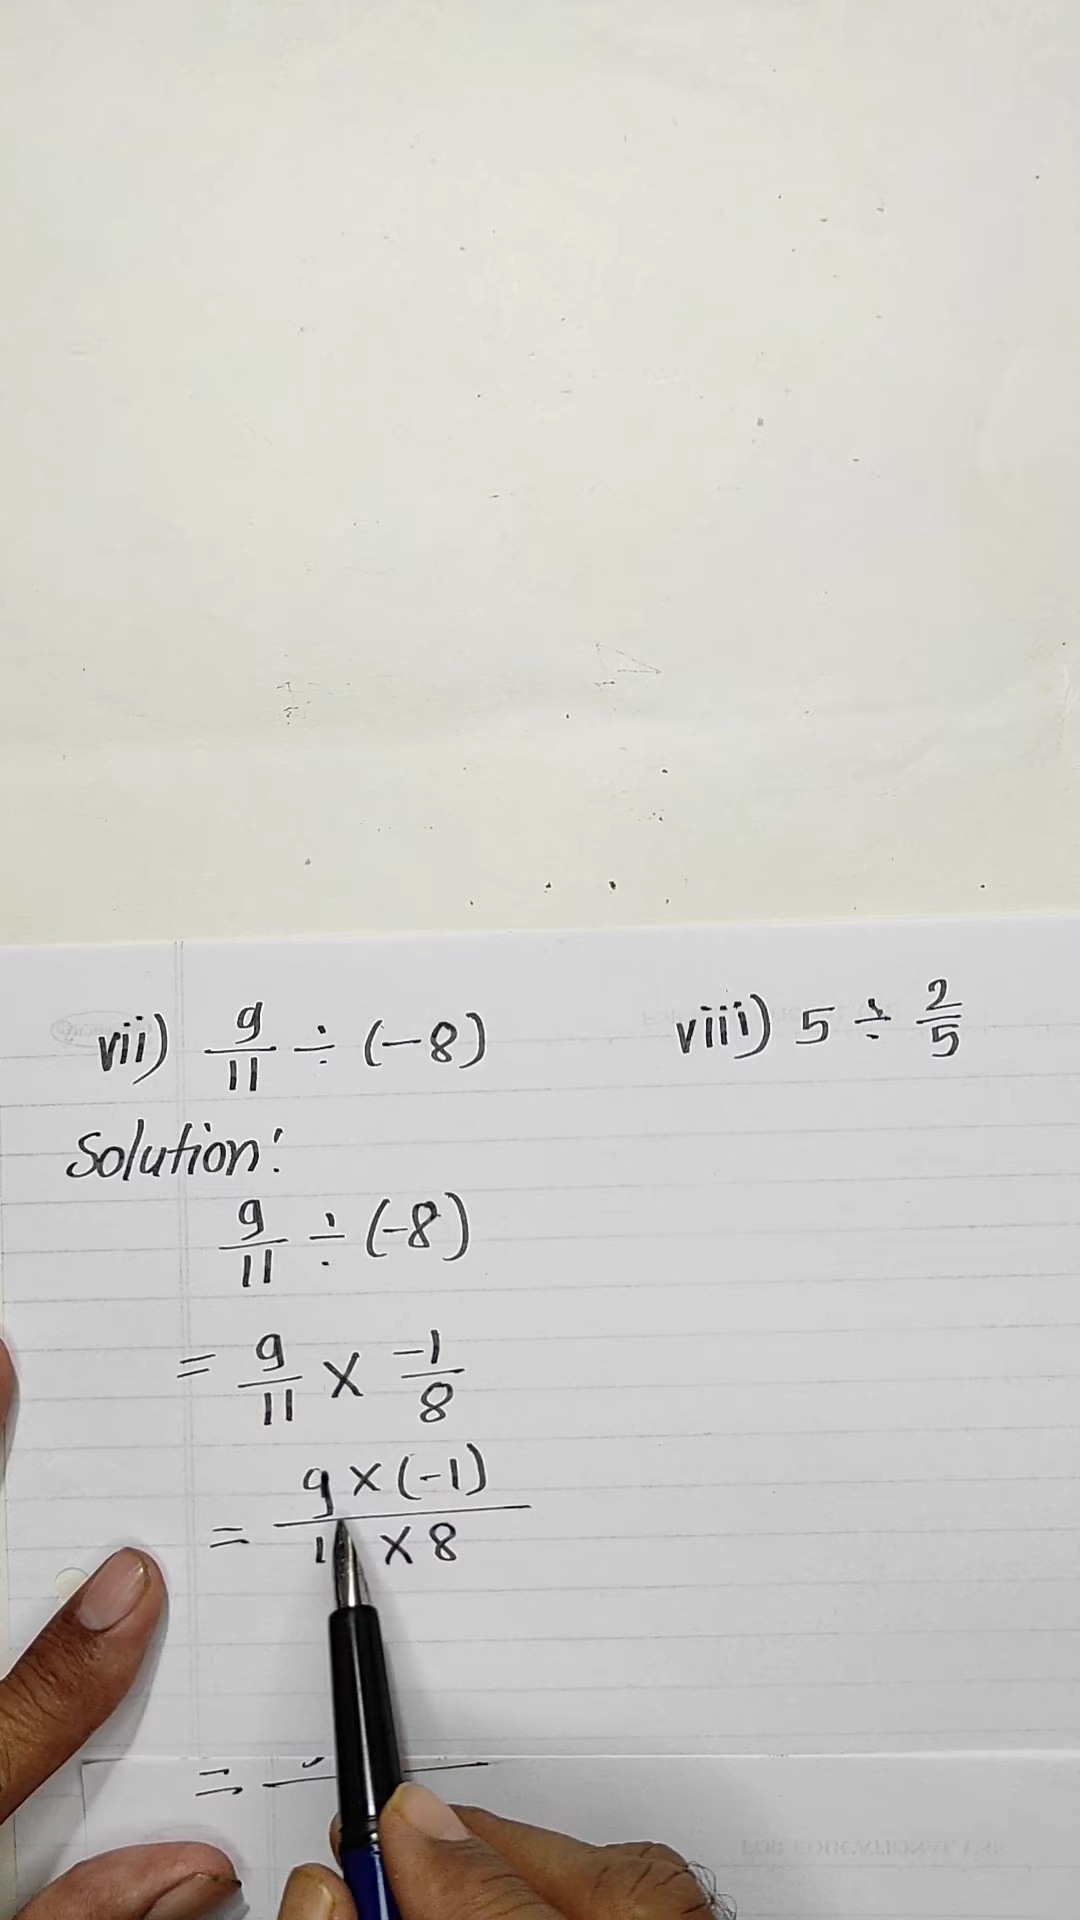 vii) 9/11 ÷ (-8)
viii) 5 ÷ 2/5
Solution:
9/11 ÷ (-8)
= 9/11 × -1/8
= 9×(-1)/11 × 8
=